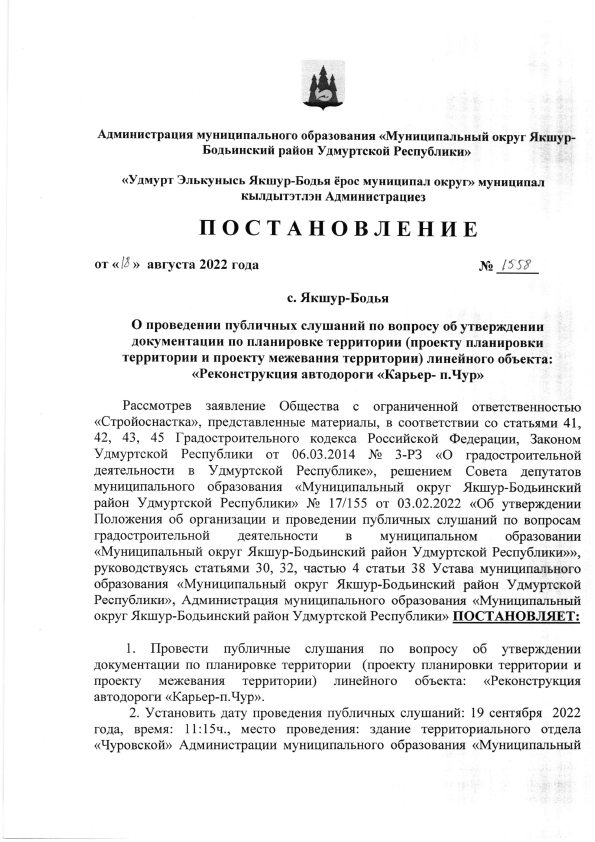 Администрация муниципального образования «Муниципальный округ Якшур-
Бодьинский район Удмуртской Республики»
«Удмурт Элькунысь Якшур-Бодья ёрос муниципал округ» муниципал
кылдытэтлэн Администрациез
ПОСТАНОВЛЕНИЕ
от «18» августа 2022 года № 1558
с. Якшур-Бодья
О проведении публичных слушаний по вопросу об утверждении
документации по планировке территории (проекту планировки
территории и проекту межевания территории) линейного объекта:
«Реконструкция автодороги «Карьер- п.Чур»
Рассмотрев заявление Общества с ограниченной ответственностью
«Стройоснастка», представленные материалы, в соответствии со статьями 41,
42, 43, 45 Градостроительного кодекса Российской Федерации, Законом
Удмуртской Республики от 06.03.2014 № 3-РЗ «О градостроительной
деятельности в Удмуртской Республике», решением Совета депутатов
муниципального образования «Муниципальный округ Якшур-Бодьинский
район Удмуртской Республики» № 17/155 от 03.02.2022 «Об утверждении
Положения об организации и проведении публичных слушаний по вопросам
градостроительной деятельности в муниципальном образовании
«Муниципальный округ Якшур-Бодьинский район Удмуртской Республики»»,
руководствуясь статьями 30, 32, частью 4 статьи 38 Устава муниципального
образования «Муниципальный округ Якшур-Бодьинский район Удмуртской
Республики», Администрация муниципального образования «Муниципальный
округ Якшур-Бодьинский район Удмуртской Республики» ПОСТАНОВЛЯЕТ:
1. Провести публичные слушания по вопросу об утверждении
документации по планировке территории (проекту планировки территории и
проекту межевания территории) линейного объекта: «Реконструкция
автодороги «Карьер-п.Чур».
2. Установить дату проведения публичных слушаний: 19 сентября 2022
года, время: 11:15ч., место проведения: здание территориального отдела
«Чуровской» Администрации муниципального образования «Муниципальный